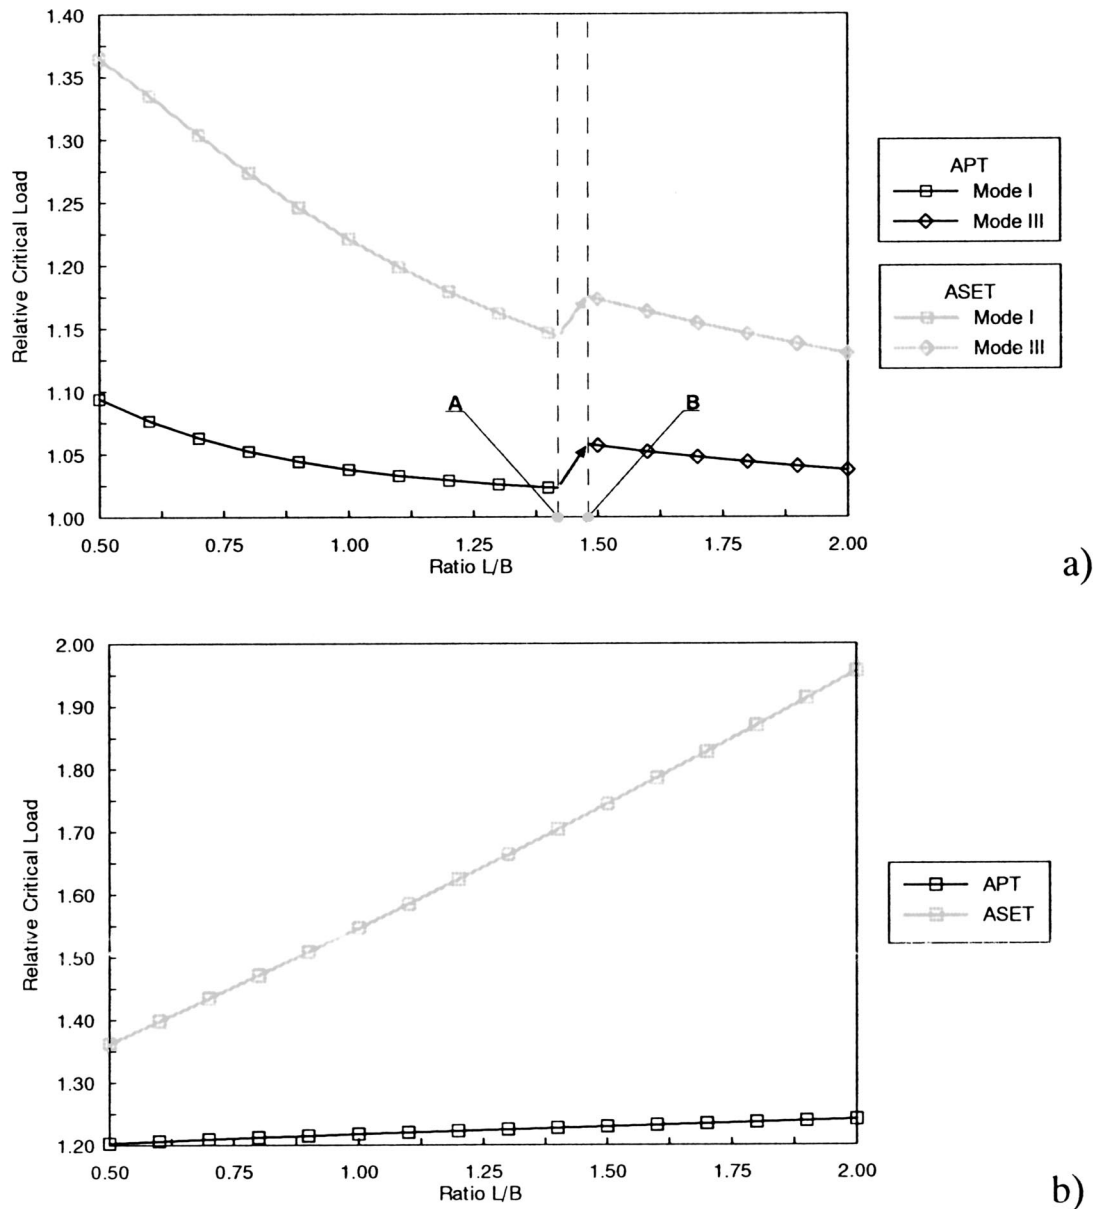 1.40
1.35
1.30
1.25
1.20
1.15
1.10
1.05
1.00
Relative Critical Load
A
B
0.50 0.75 1.00 1.25 1.50 1.75 2.00
Ratio L/B
APT
Mode I
Mode III
ASET
Mode I
Mode III
a)
2.00
1.90
1.80
1.70
1.60
1.50
1.40
1.30
1.20
Relative Critical Load
0.50 0.75 1.00 1.25 1.50 1.75 2.00
Ratio L/B
APT
ASET
b)